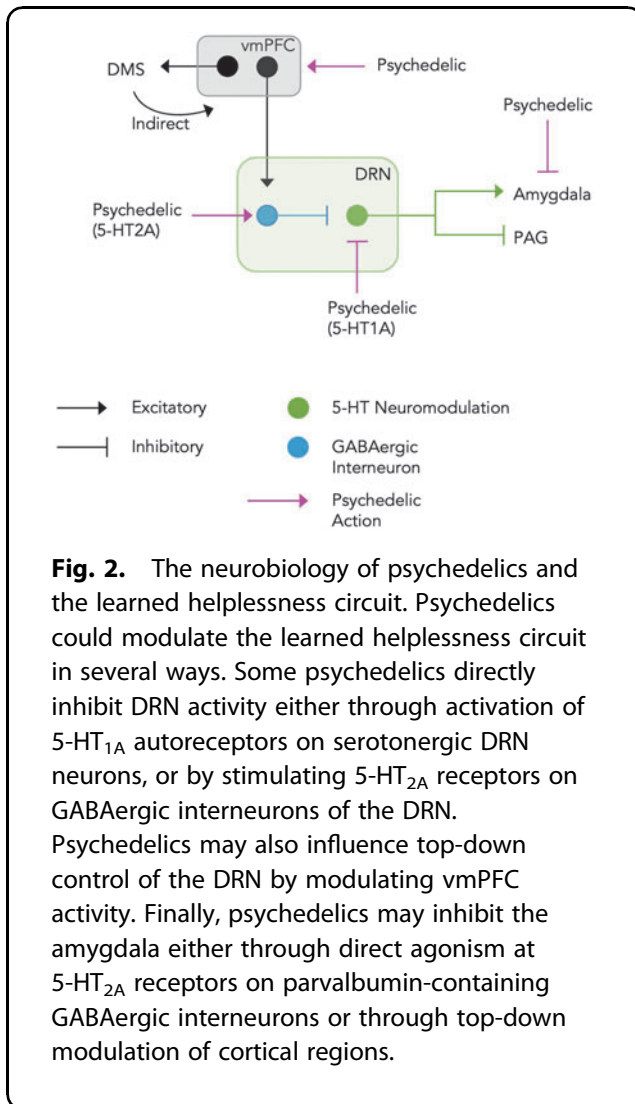 vmPFC
DMS
Psychedelic
Indirect
Psychedelic
DRN
Amygdala
Psychedelic
(5-HT2A)
PAG
Psychedelic
(5-HT1A)
Excitatory
5-HT Neuromodulation
Inhibitory
GABAergic
Interneuron
Psychedelic
Action
Fig. 2. The neurobiology of psychedelics and
the learned helplessness circuit. Psychedelics
could modulate the learned helplessness circuit
in several ways. Some psychedelics directly
inhibit DRN activity either through activation of
5-HT1A autoreceptors on serotonergic DRN
neurons, or by stimulating 5-HT2A receptors on
GABAergic interneurons of the DRN.
Psychedelics may also influence top-down
control of the DRN by modulating vmPFC
activity. Finally, psychedelics may inhibit the
amygdala either through direct agonism at
5-HT2A receptors on parvalbumin-containing
GABAergic interneurons or through top-down
modulation of cortical regions.